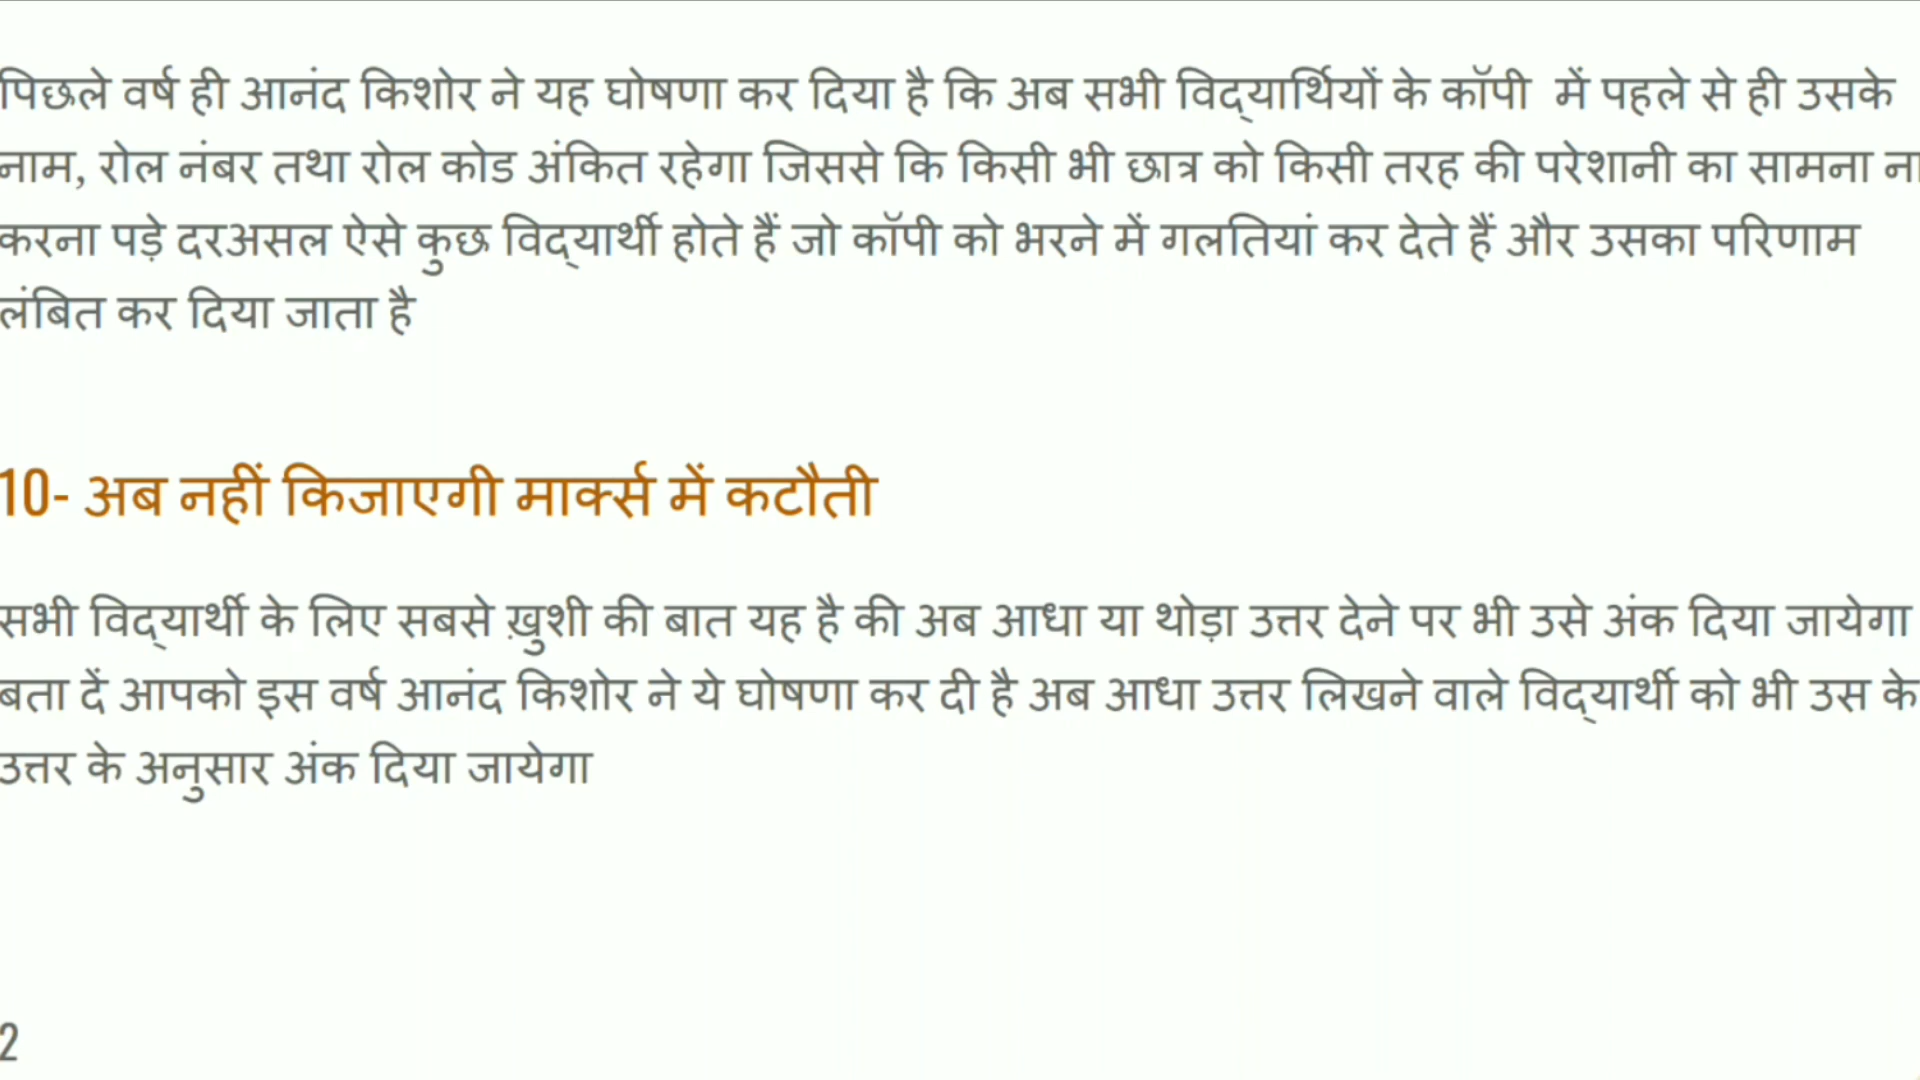 पिछले वर्ष ही आनंद किशोर ने यह घोषणा कर दिया है कि अब सभी विद्यार्थियों के कॉपी में पहले से ही उसके
नाम, रोल नंबर तथा रोल कोड अंकित रहेगा जिससे कि किसी भी छात्र को किसी तरह की परेशानी का सामना ना
करना पड़े दरअसल ऐसे कुछ विद्यार्थी होते हैं जो कॉपी को भरने में गलतियां कर देते हैं और उसका परिणाम
लंबित कर दिया जाता है
10- अब नहीं किजाएगी मार्क्स में कटौती
सभी विद्यार्थी के लिए सबसे ख़ुशी की बात यह है की अब आधा या थोड़ा उत्तर देने पर भी उसे अंक दिया जायेगा
बता दें आपको इस वर्ष आनंद किशोर ने ये घोषणा कर दी है अब आधा उत्तर लिखने वाले विद्यार्थी को भी उस के
उत्तर के अनुसार अंक दिया जायेगा
2